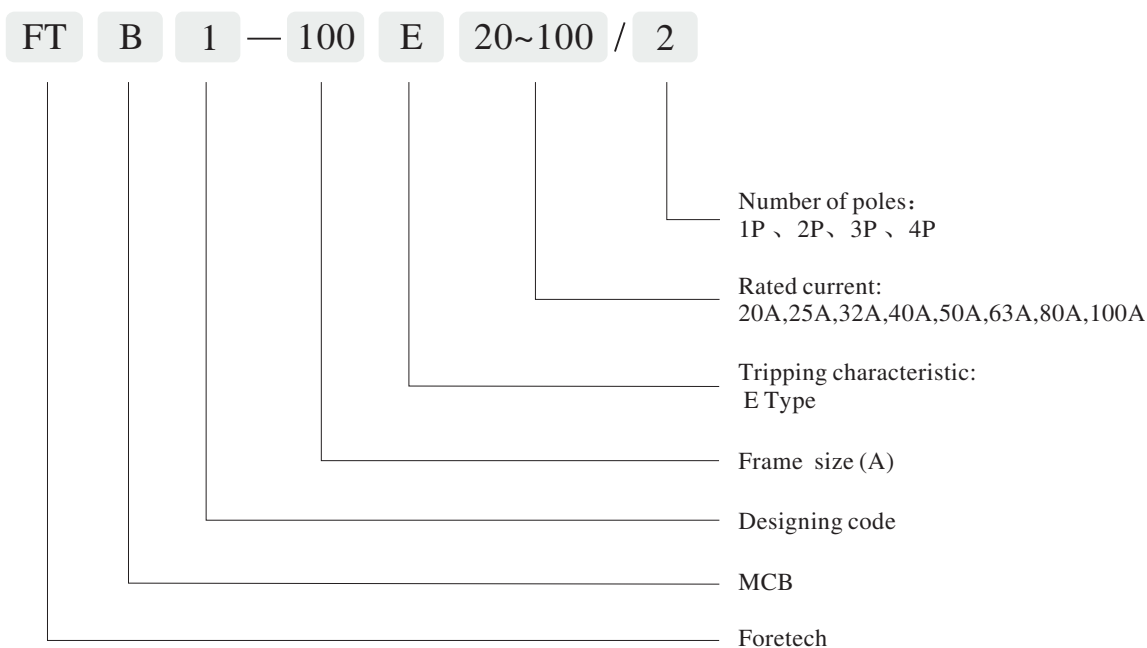 FT B 1 — 100 E 20~100 / 2
Number of poles：
1P 、2P、3P 、4P
Rated current:
20A,25A,32A,40A,50A,63A,80A,100A
Tripping characteristic:
E Type
Frame size (A)
Designing code
MCB
Foretech